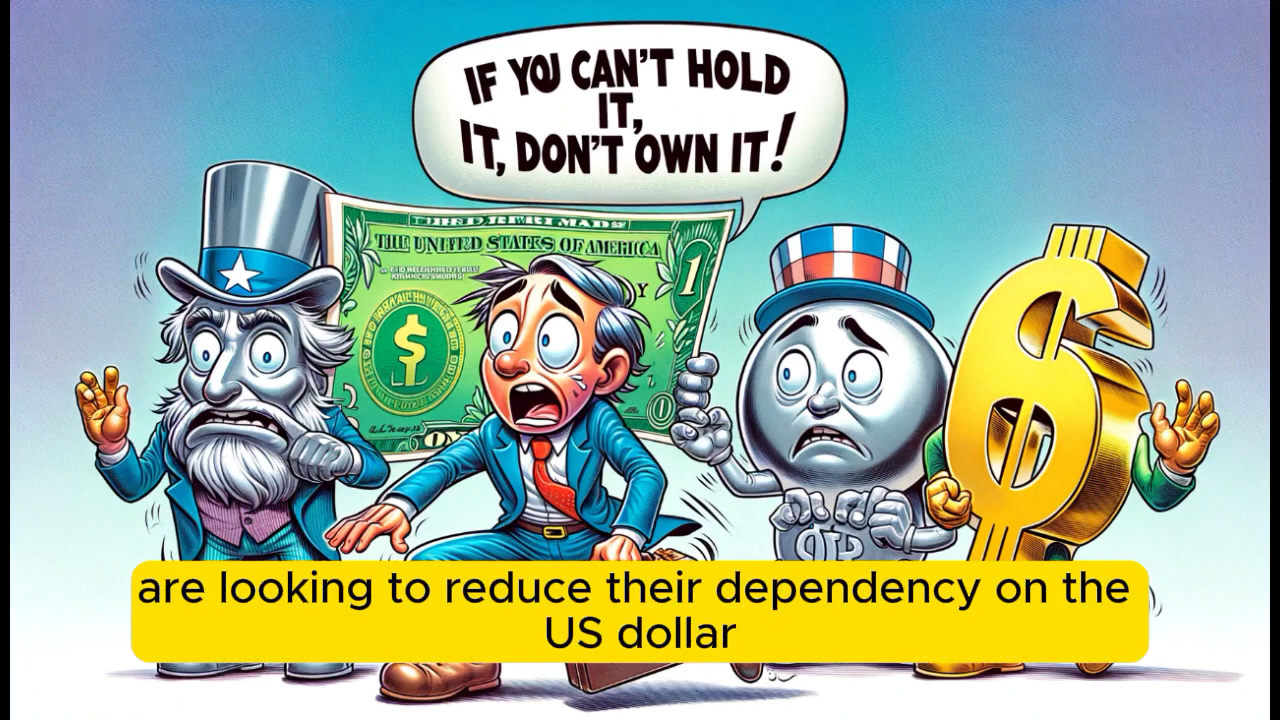 IF YOU CAN'T HOLD
IT,
IT, DON'T OWN IT!
THE UNITED STATES OF AMERICA
1
Y
are looking to reduce their dependency on the
US dollar